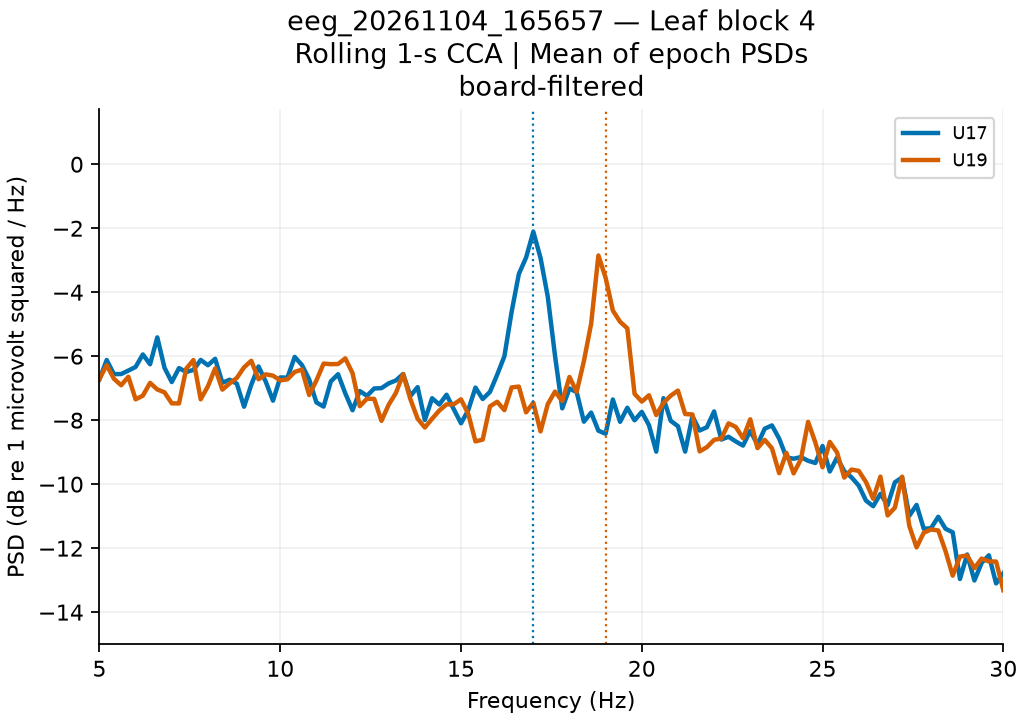 eeg_20261104_165657 — Leaf block 4
Rolling 1-s CCA | Mean of epoch PSDs
board-filtered
U17
U19
PSD (dB re 1 microvolt squared / Hz)
0
−2
−4
−6
−8
−10
−12
−14
5
10
15
20
25
30
Frequency (Hz)